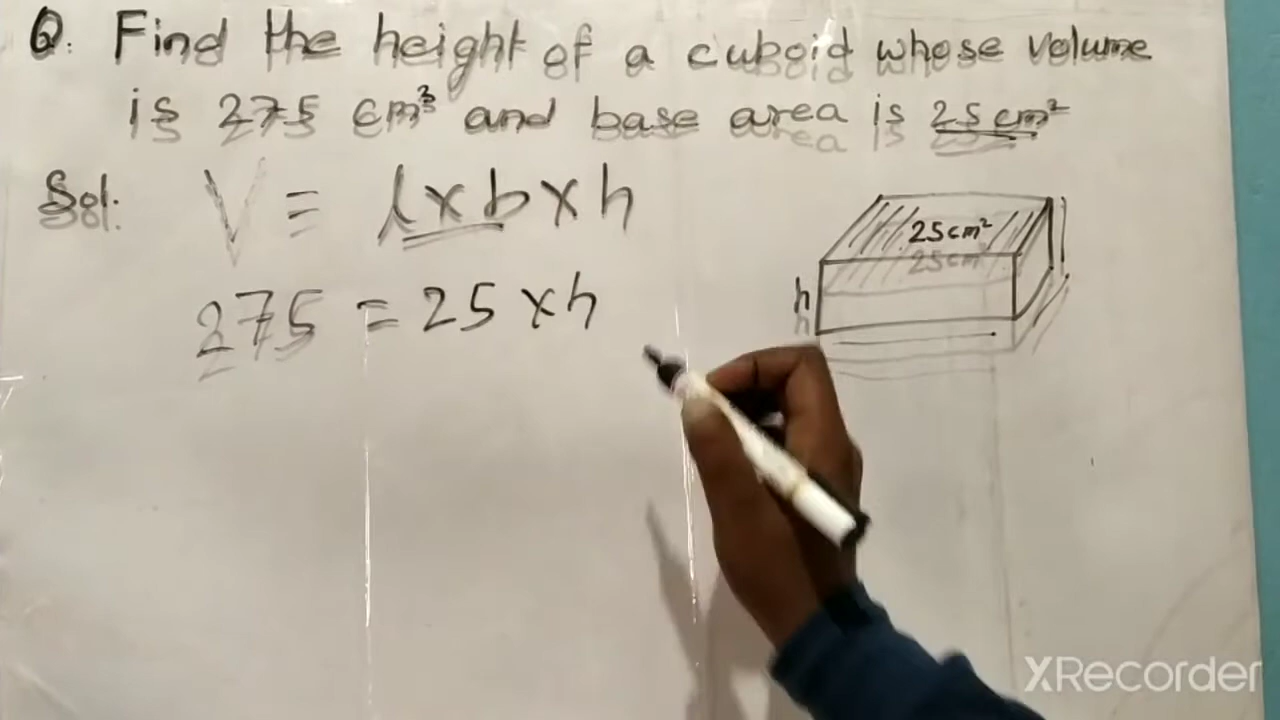 Q. Find the height of a cuboid whose volume
is 275 cm³ and base area is 25 cm²
Sol. V = l x b x h
25cm²
h
275 = 25 x h
XRecorder